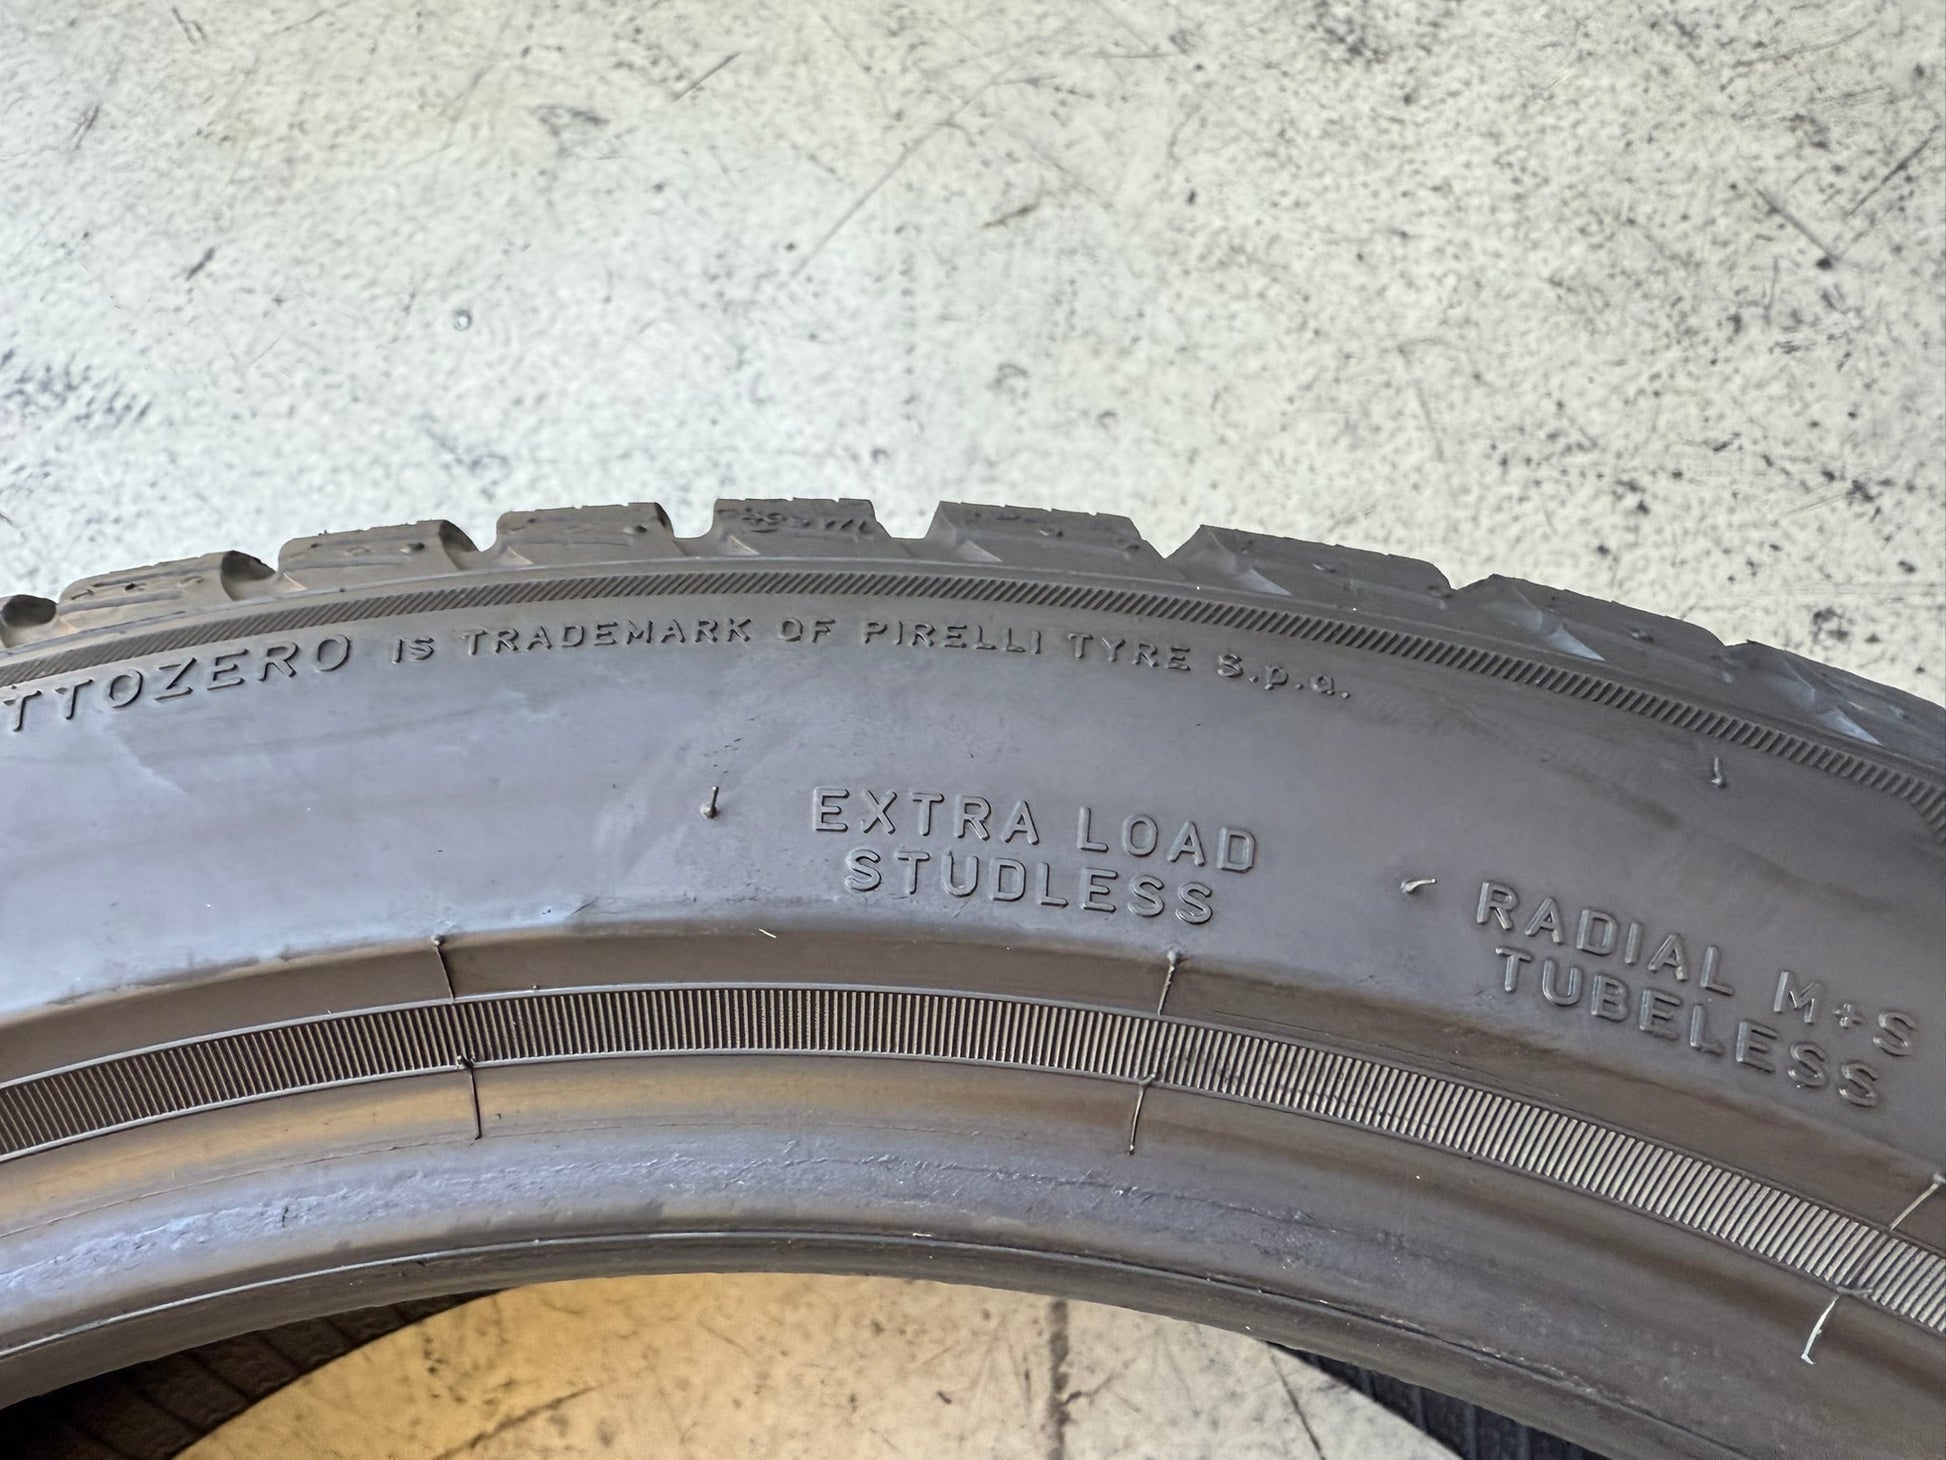 TTOZERO IS TRADEMARK OF PIRELLI TYRE S.p.a.
EXTRA LOAD
STUDLESS
RADIAL M+S
TUBELESS